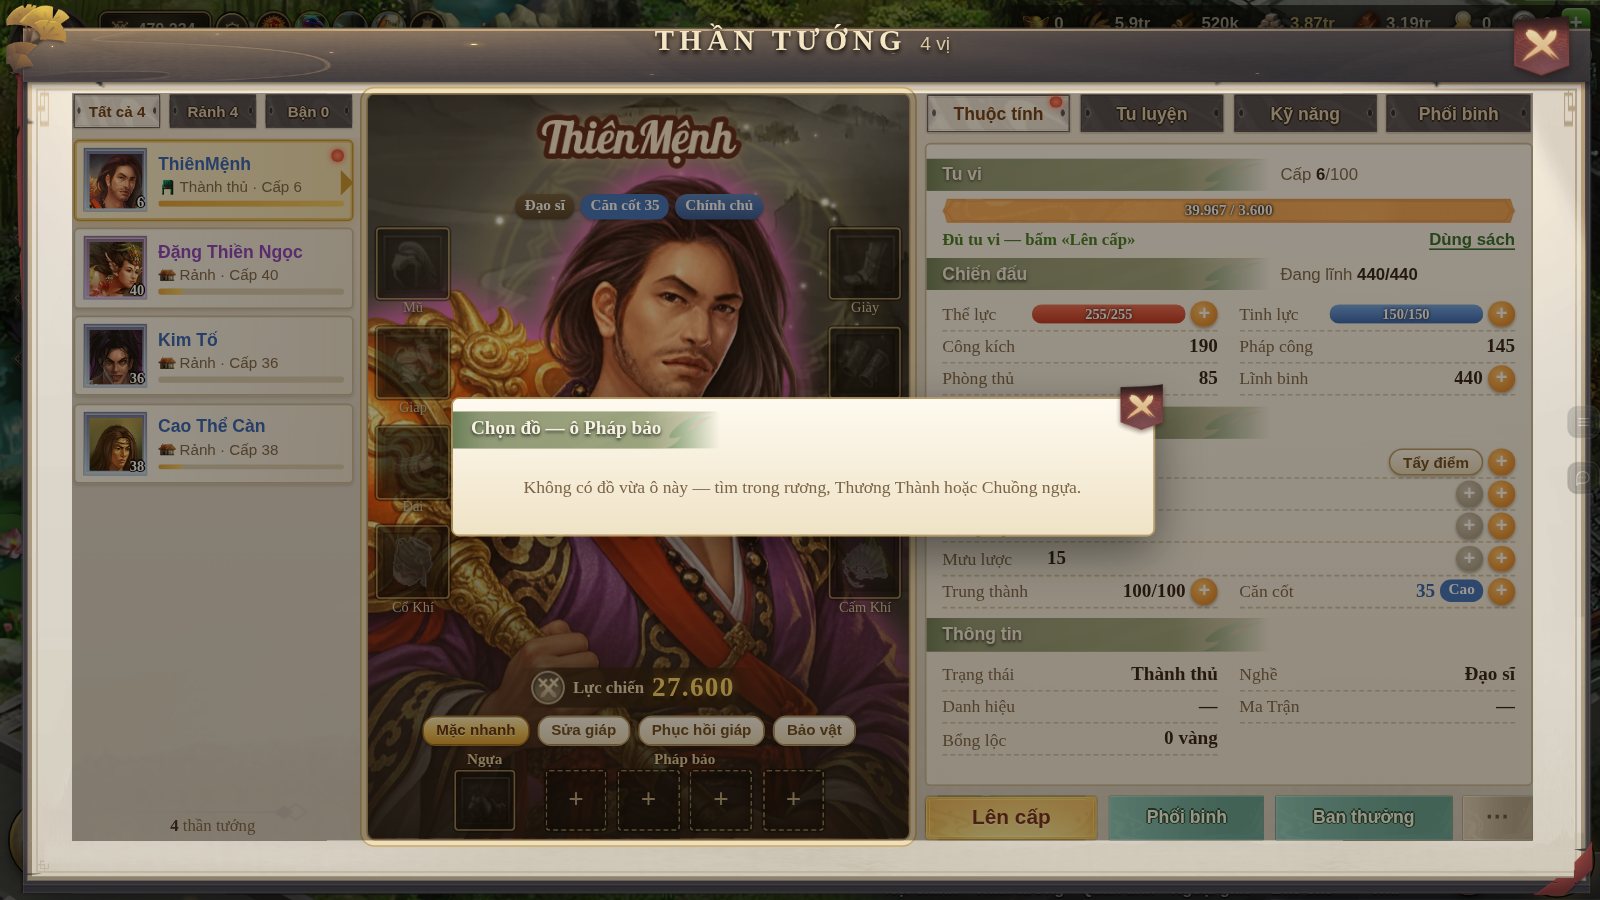 THẦN TƯỚNG 4 vị
0 5.9tr 520k 3.87tr 3.19tr 0
Tất cả 4 Rảnh 4 Bận 0
ThiênMệnh
Thành thủ · Cấp 6
6
Đặng Thiền Ngọc
Rảnh · Cấp 40
40
Kim Tố
Rảnh · Cấp 36
36
Cao Thể Càn
Rảnh · Cấp 38
38
4 thần tướng
ThiênMệnh
Đạo sĩ Căn cốt 35 Chính chủ
Mũ Giày
Giáp
Đai
Cổ Khí Cấm Khí
Lực chiến 27.600
Mặc nhanh Sửa giáp Phục hồi giáp Bảo vật
Ngựa Pháp bảo
+ + + +
Chọn đồ — ô Pháp bảo
Không có đồ vừa ô này — tìm trong rương, Thương Thành hoặc Chuồng ngựa.
Thuộc tính Tu luyện Kỹ năng Phối binh
Tu vi Cấp 6/100
39.967 / 3.600
Đủ tu vi — bấm «Lên cấp» Dùng sách
Chiến đấu Đang lĩnh 440/440
Thể lực 255/255 + Tinh lực 150/150 +
Công kích 190 Pháp công 145
Phòng thủ 85 Lĩnh binh 440 +
Tẩy điểm +
+ +
+ +
Mưu lược 15 + +
Trung thành 100/100 + Căn cốt 35 Cao +
Thông tin
Trạng thái Thành thủ Nghề Đạo sĩ
Danh hiệu — Ma Trận —
Bổng lộc 0 vàng
Lên cấp Phối binh Ban thưởng ...